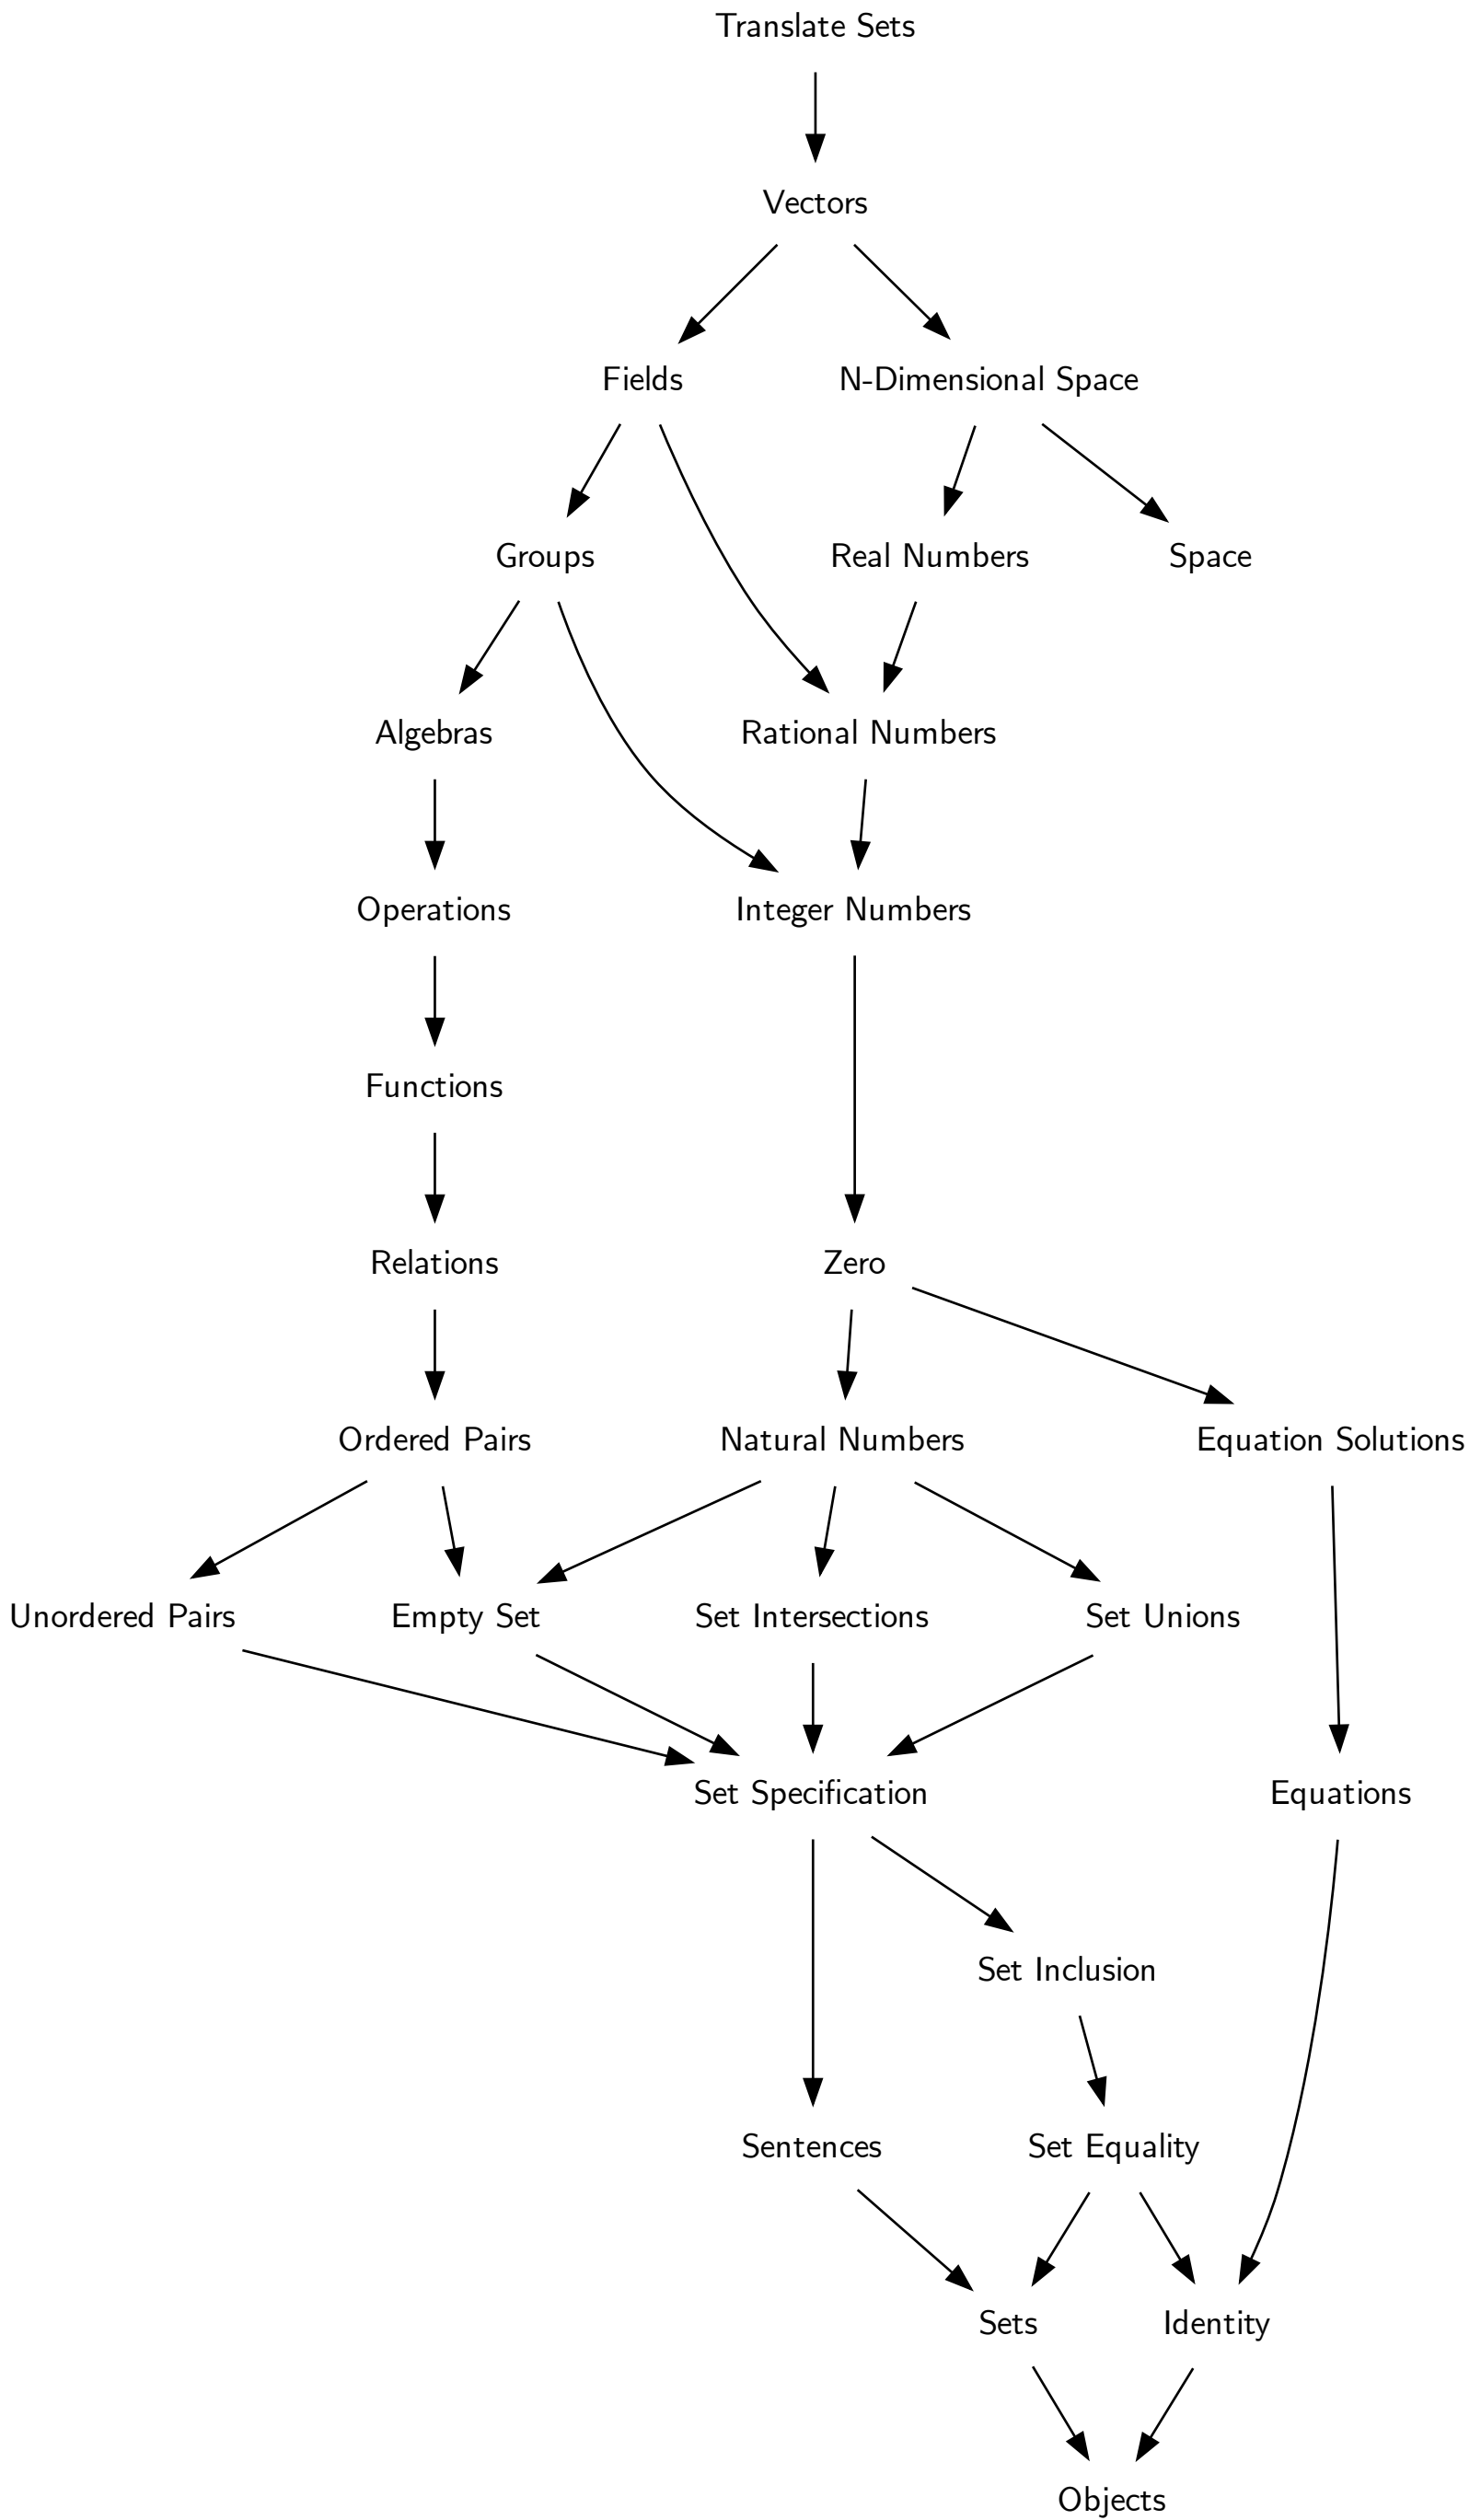 Translate Sets
Vectors
Fields
N-Dimensional Space
Groups
Real Numbers
Space
Algebras
Rational Numbers
Operations
Integer Numbers
Functions
Relations
Zero
Ordered Pairs
Natural Numbers
Equation Solutions
Unordered Pairs
Empty Set
Set Intersections
Set Unions
Set Specification
Equations
Set Inclusion
Sentences
Set Equality
Sets
Identity
Objects